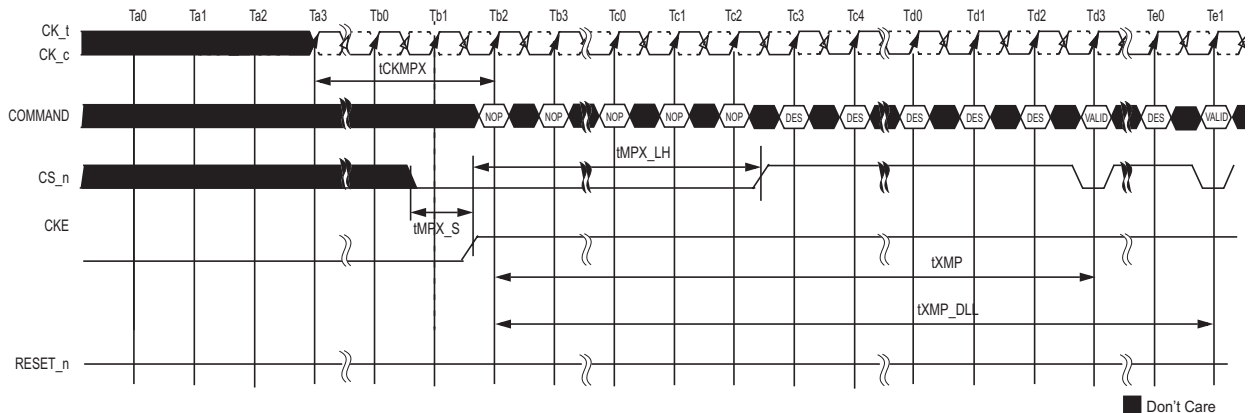 Ta0 Ta1 Ta2 Ta3 Tb0 Tb1 Tb2 Tb3 Tc0 Tc1 Tc2 Tc3 Tc4 Td0 Td1 Td2 Td3 Te0 Te1
CK_t
CK_c
tCKMPX
COMMAND NOP NOP NOP NOP NOP DES DES DES DES DES VALID DES VALID
tMPX_LH
CS_n
tMPX_S
CKE
tXMP
tXMP_DLL
RESET_n
Don't Care